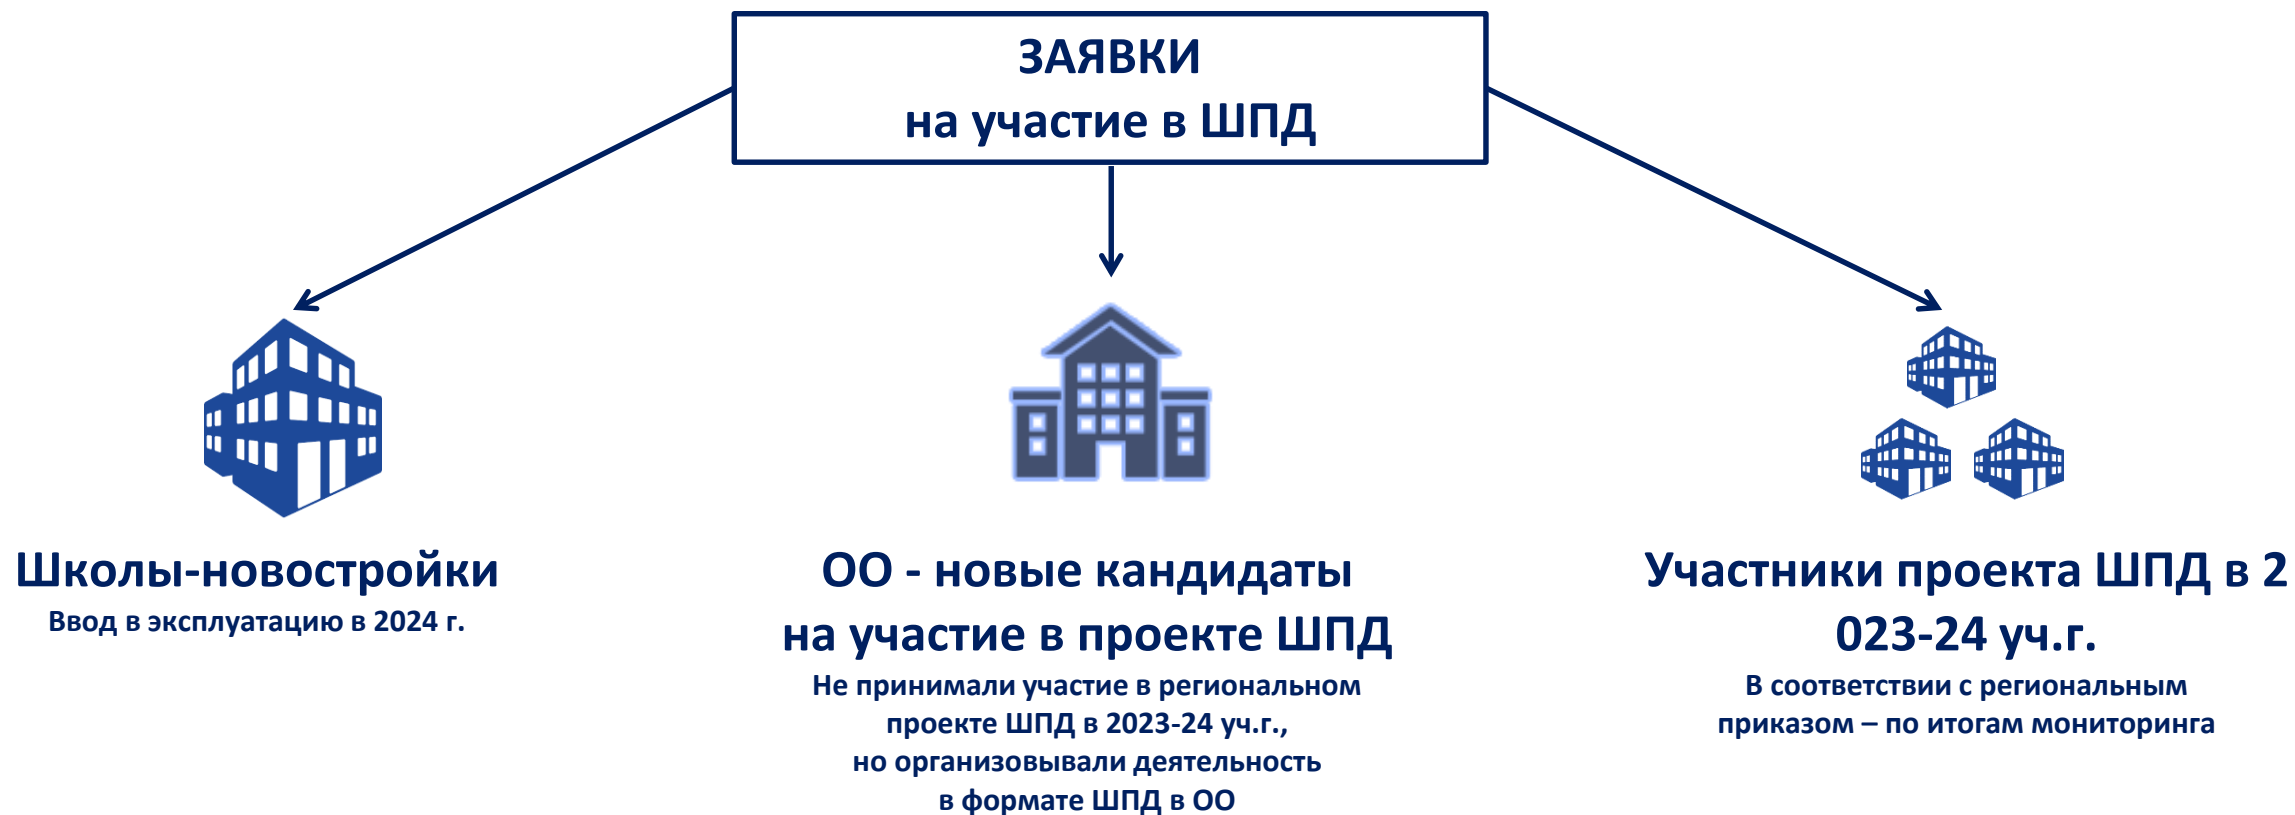 ЗАЯВКИ
на участие в ШПД
Школы-новостройки
Ввод в эксплуатацию в 2024 г.
ОО - новые кандидаты
на участие в проекте ШПД
Не принимали участие в региональном
проекте ШПД в 2023-24 уч.г.,
но организовывали деятельность
в формате ШПД в ОО
Участники проекта ШПД в 2
023-24 уч.г.
В соответствии с региональным
приказом – по итогам мониторинга